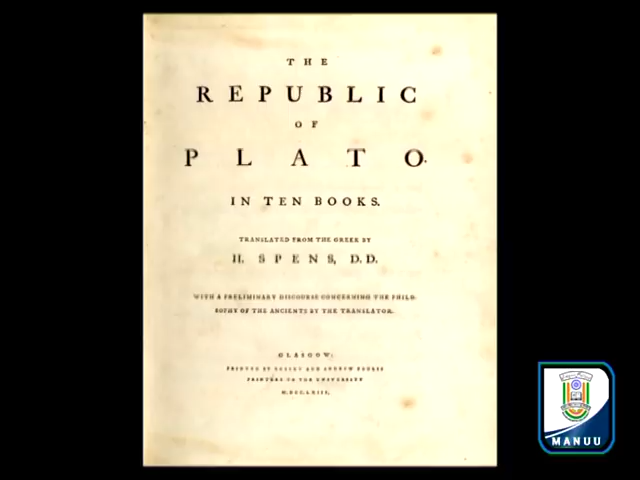 THE
REPUBLIC
OF
PLATO.
IN TEN BOOKS.
TRANSLATED FROM THE GREEK BY
H. SPENS, D.D.
WITH A PRELIMINARY DISCOURSE CONCERNING THE PHILO-
SOPHY OF THE ANCIENTS BY THE TRANSLATOR.
GLASGOW:
PRINTED BY ROBERT AND ANDREW FOULIS
PRINTERS TO THE UNIVERSITY
M.DCC.LXIII.
MANUU